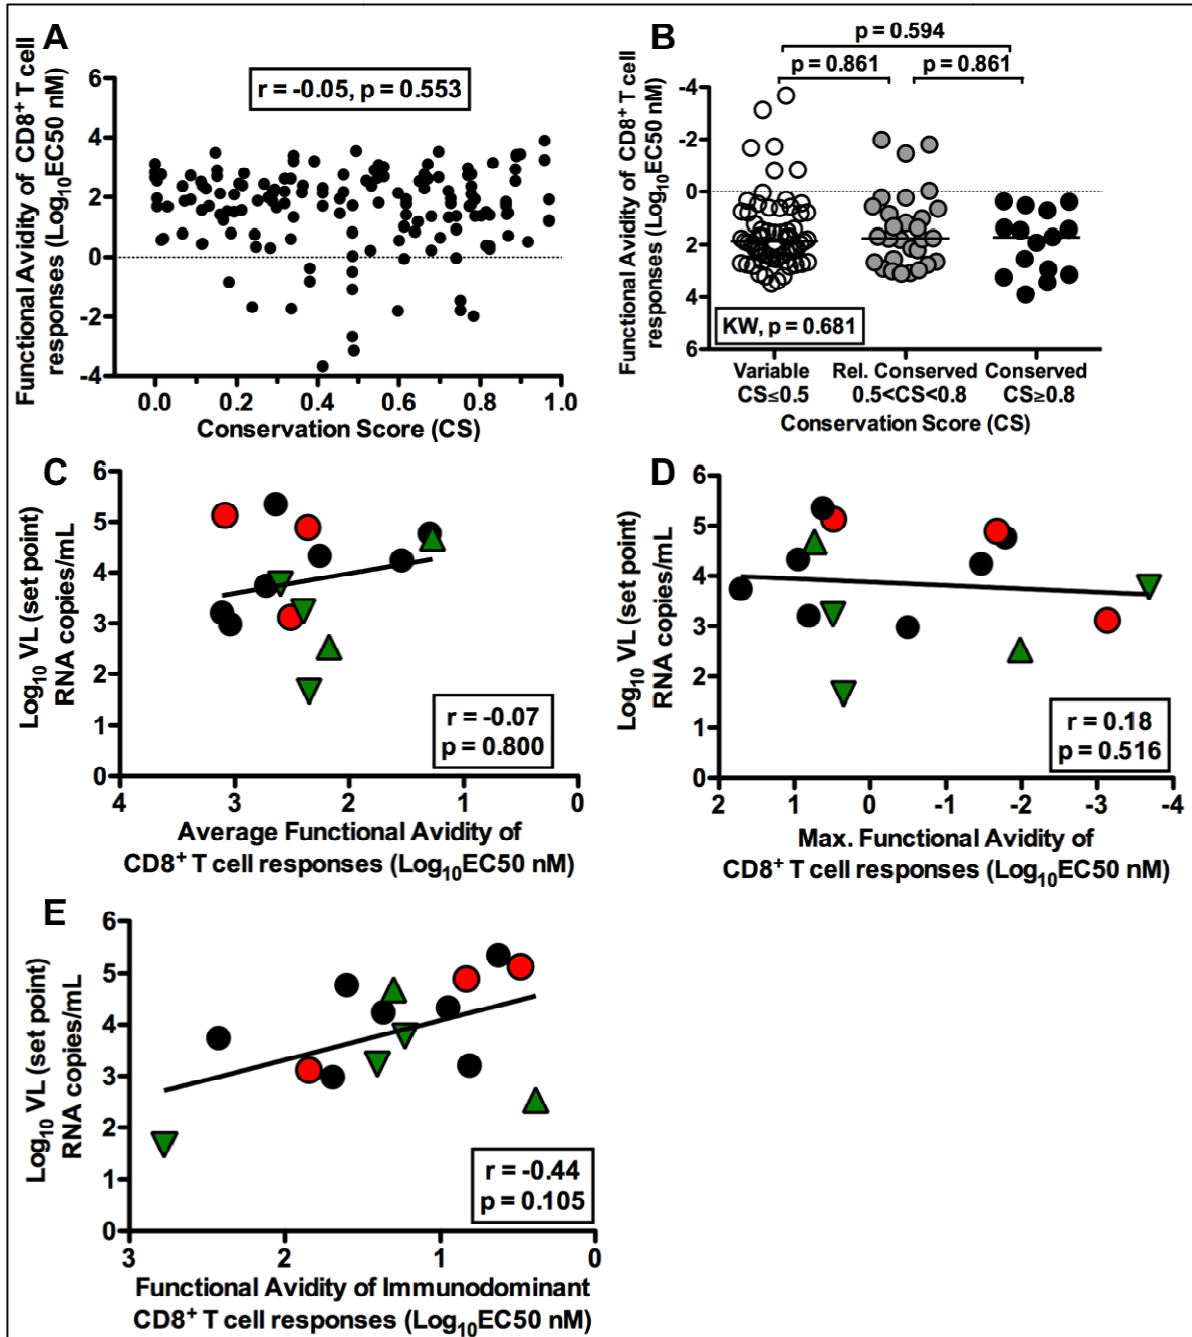 A
Functional Avidity of CD8⁺ T cell
responses (Log₁₀EC50 nM)
6
4
2
0
-2
-4
r = -0.05, p = 0.553
0.0 0.2 0.4 0.6 0.8 1.0
Conservation Score (CS)
B
Functional Avidity of CD8⁺ T cell
responses (Log₁₀EC50 nM)
p = 0.594
p = 0.861 p = 0.861
-4
-2
0
2
4
6
KW, p = 0.681
Variable Rel. Conserved Conserved
CS≤0.5 0.5<CS<0.8 CS≥0.8
Conservation Score (CS)
C
Log₁₀ VL (set point)
RNA copies/mL
6
5
4
3
2
1
0
r = -0.07
p = 0.800
4 3 2 1 0
Average Functional Avidity of
CD8⁺ T cell responses (Log₁₀EC50 nM)
D
Log₁₀ VL (set point)
RNA copies/mL
6
5
4
3
2
1
0
r = 0.18
p = 0.516
2 1 0 -1 -2 -3 -4
Max. Functional Avidity of
CD8⁺ T cell responses (Log₁₀EC50 nM)
E
Log₁₀ VL (set point)
RNA copies/mL
6
5
4
3
2
1
0
r = -0.44
p = 0.105
3 2 1 0
Functional Avidity of Immunodominant
CD8⁺ T cell responses (Log₁₀EC50 nM)